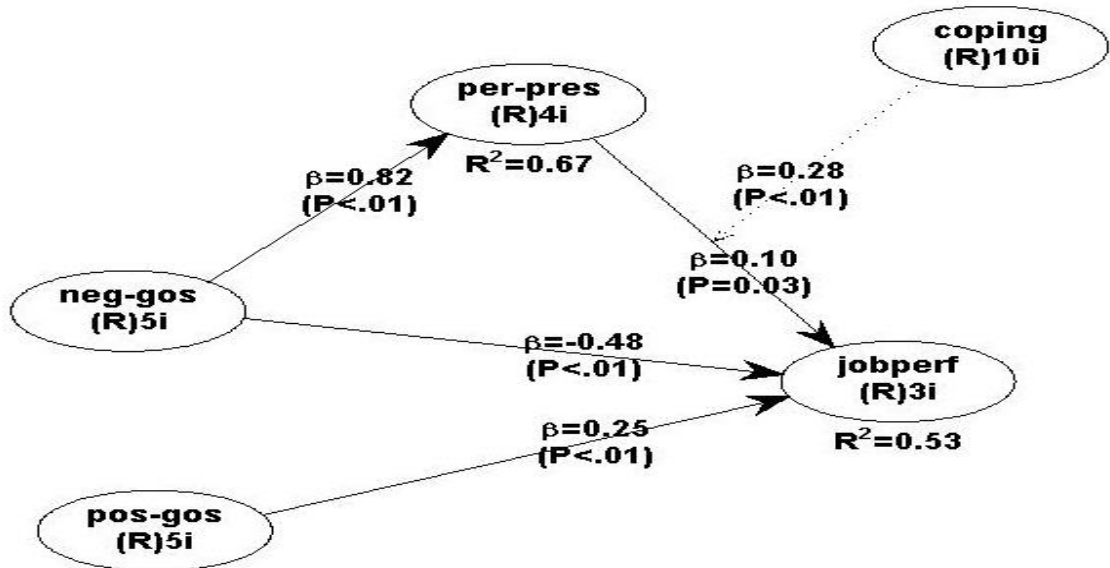 coping
(R)10i
per-pres
(R)4i
R²=0.67
β=0.82
(P<.01)
β=0.28
(P<.01)
β=0.10
(P=0.03)
neg-gos
(R)5i
β=-0.48
(P<.01)
jobperf
(R)3i
R²=0.53
β=0.25
(P<.01)
pos-gos
(R)5i